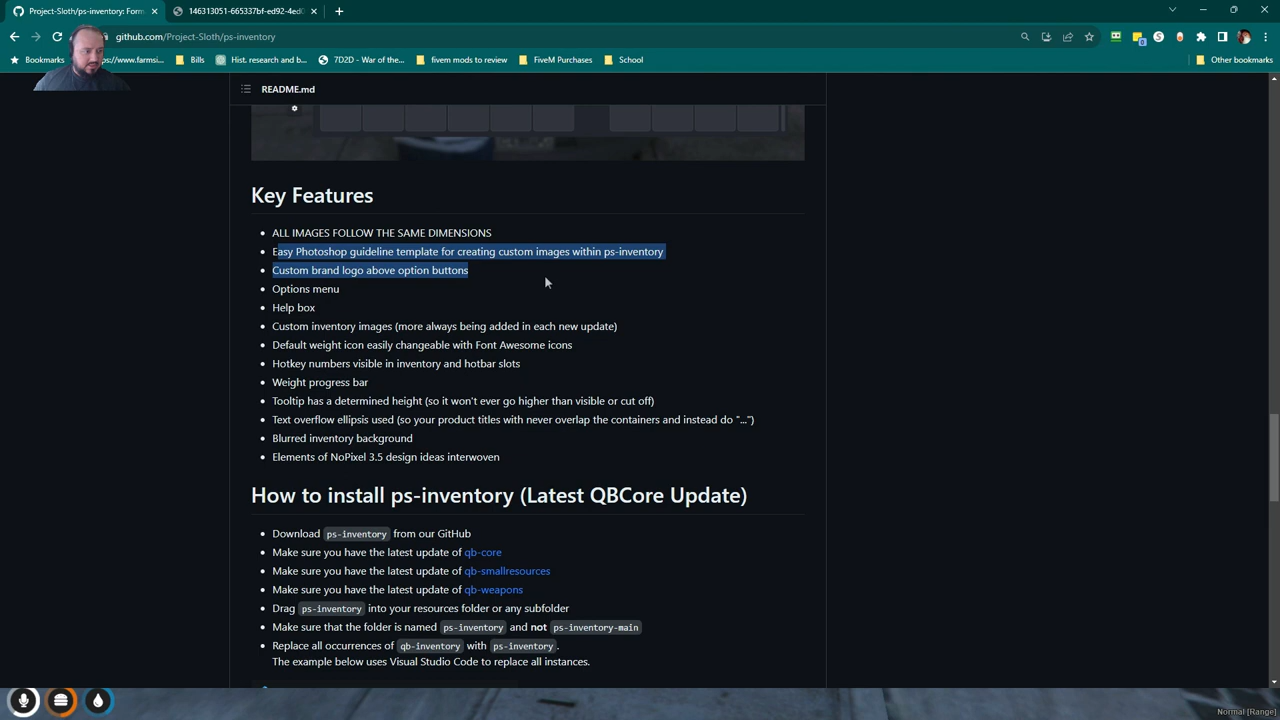 Project-Sloth/ps-inventory: Form
146313051-665337bf-ed92-4ed0
github.com/Project-Sloth/ps-inventory
Bookmarks
https://www.farmsi...
Bills
Hist. research and b...
7D2D - War of the...
fivem mods to review
FiveM Purchases
School
Other bookmarks
README.md
Key Features
ALL IMAGES FOLLOW THE SAME DIMENSIONS
Easy Photoshop guideline template for creating custom images within ps-inventory
Custom brand logo above option buttons
Options menu
Help box
Custom inventory images (more always being added in each new update)
Default weight icon easily changeable with Font Awesome icons
Hotkey numbers visible in inventory and hotbar slots
Weight progress bar
Tooltip has a determined height (so it won't ever go higher than visible or cut off)
Text overflow ellipsis used (so your product titles with never overlap the containers and instead do "...")
Blurred inventory background
Elements of NoPixel 3.5 design ideas interwoven
How to install ps-inventory (Latest QBCore Update)
Download ps-inventory from our GitHub
Make sure you have the latest update of qb-core
Make sure you have the latest update of qb-smallresources
Make sure you have the latest update of qb-weapons
Drag ps-inventory into your resources folder or any subfolder
Make sure that the folder is named ps-inventory and not ps-inventory-main
Replace all occurrences of qb-inventory with ps-inventory.
The example below uses Visual Studio Code to replace all instances.
Normal [Range]